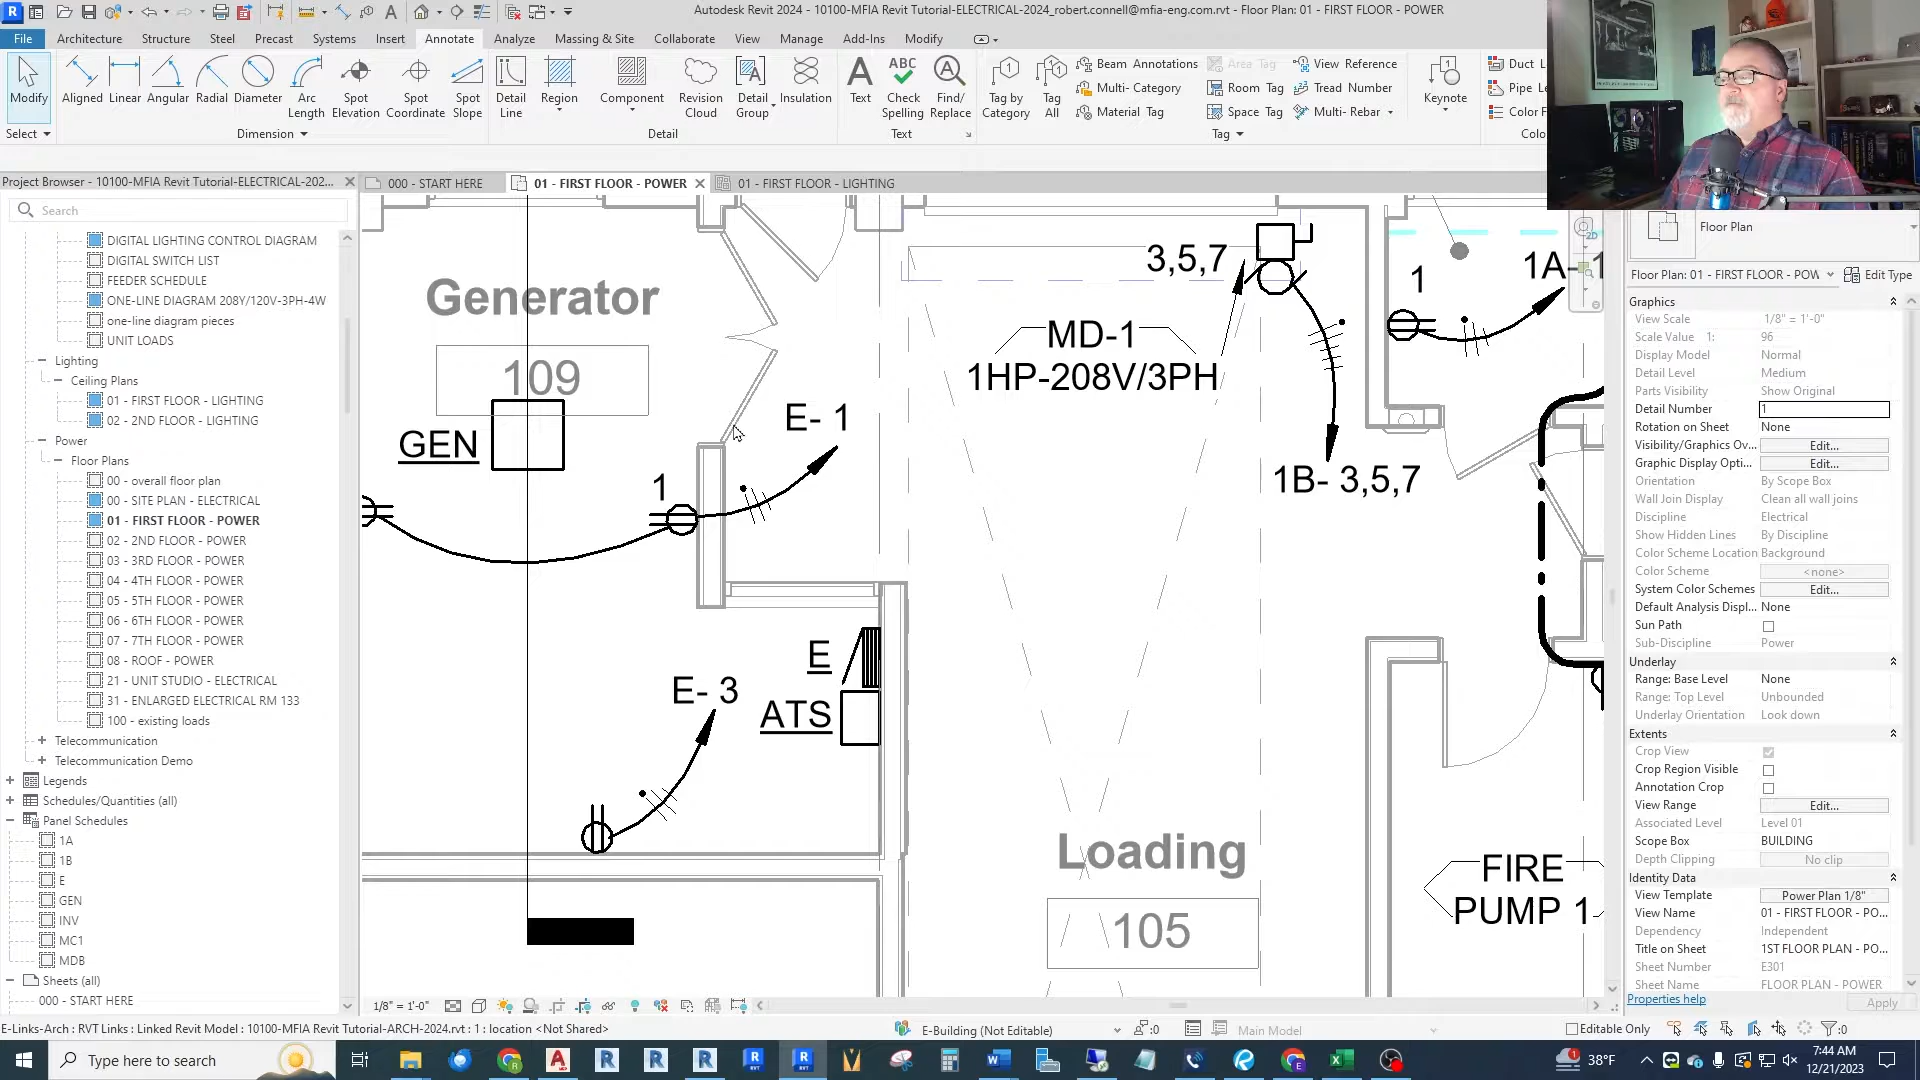 Autodesk Revit 2024 - 10100-MFIA Revit Tutorial-ELECTRICAL-2024_robert.connell@mfia-eng.com.rvt - Floor Plan: 01 - FIRST FLOOR - POWER
File Architecture Structure Steel Precast Systems Insert Annotate Analyze Massing & Site Collaborate View Manage Add-Ins Modify
Modify Aligned Linear Angular Radial Diameter Arc Length Spot Elevation Spot Coordinate Spot Slope
Detail Line Region Component Revision Cloud Detail Group Insulation
Text ABC Check Spelling Find/ Replace
Tag by Category Tag All Beam Annotations Multi- Category Material Tag
Area Tag Room Tag Space Tag
View Reference Tread Number Multi- Rebar
Keynote Duct L Pipe L Color F
Select Dimension Detail Text Tag Colo
Project Browser - 10100-MFIA Revit Tutorial-ELECTRICAL-202...
Search
DIGITAL LIGHTING CONTROL DIAGRAM
DIGITAL SWITCH LIST
FEEDER SCHEDULE
ONE-LINE DIAGRAM 208Y/120V-3PH-4W
one-line diagram pieces
UNIT LOADS
Lighting
Ceiling Plans
01 - FIRST FLOOR - LIGHTING
02 - 2ND FLOOR - LIGHTING
Power
Floor Plans
00 - overall floor plan
00 - SITE PLAN - ELECTRICAL
01 - FIRST FLOOR - POWER
02 - 2ND FLOOR - POWER
03 - 3RD FLOOR - POWER
04 - 4TH FLOOR - POWER
05 - 5TH FLOOR - POWER
06 - 6TH FLOOR - POWER
07 - 7TH FLOOR - POWER
08 - ROOF - POWER
21 - UNIT STUDIO - ELECTRICAL
31 - ENLARGED ELECTRICAL RM 133
100 - existing loads
Telecommunication
Telecommunication Demo
Legends
Schedules/Quantities (all)
Panel Schedules
1A
1B
E
GEN
INV
MC1
MDB
Sheets (all)
000 - START HERE
000 - START HERE
01 - FIRST FLOOR - POWER
01 - FIRST FLOOR - LIGHTING
Generator
109
GEN
1
E- 1
E- 3
E
ATS
3,5,7
MD-1
1HP-208V/3PH
1B- 3,5,7
1
1A- 1
Loading
105
FIRE
PUMP 1
2D
Floor Plan
Floor Plan: 01 - FIRST FLOOR - POW
Edit Type
Graphics
View Scale 1/8" = 1'-0"
Scale Value 1: 96
Display Model Normal
Detail Level Medium
Parts Visibility Show Original
Detail Number 1
Rotation on Sheet None
Visibility/Graphics Ov... Edit...
Graphic Display Opti... Edit...
Orientation By Scope Box
Wall Join Display Clean all wall joins
Discipline Electrical
Show Hidden Lines By Discipline
Color Scheme Location Background
Color Scheme <none>
System Color Schemes Edit...
Default Analysis Displ... None
Sun Path
Sub-Discipline Power
Underlay
Range: Base Level None
Range: Top Level Unbounded
Underlay Orientation Look down
Extents
Crop View
Crop Region Visible
Annotation Crop
View Range Edit...
Associated Level Level 01
Scope Box BUILDING
Depth Clipping No clip
Identity Data
View Template Power Plan 1/8"
View Name 01 - FIRST FLOOR - PO...
Dependency Independent
Title on Sheet 1ST FLOOR PLAN - PO...
Sheet Number E301
Sheet Name FLOOR PLAN - POWER
Properties help Apply
1/8" = 1'-0"
E-Links-Arch : RVT Links : Linked Revit Model : 10100-MFIA Revit Tutorial-ARCH-2024.rvt : 1 : location <Not Shared>
E-Building (Not Editable) :0 Main Model Editable Only :0
Type here to search
38°F
7:44 AM
12/21/2023